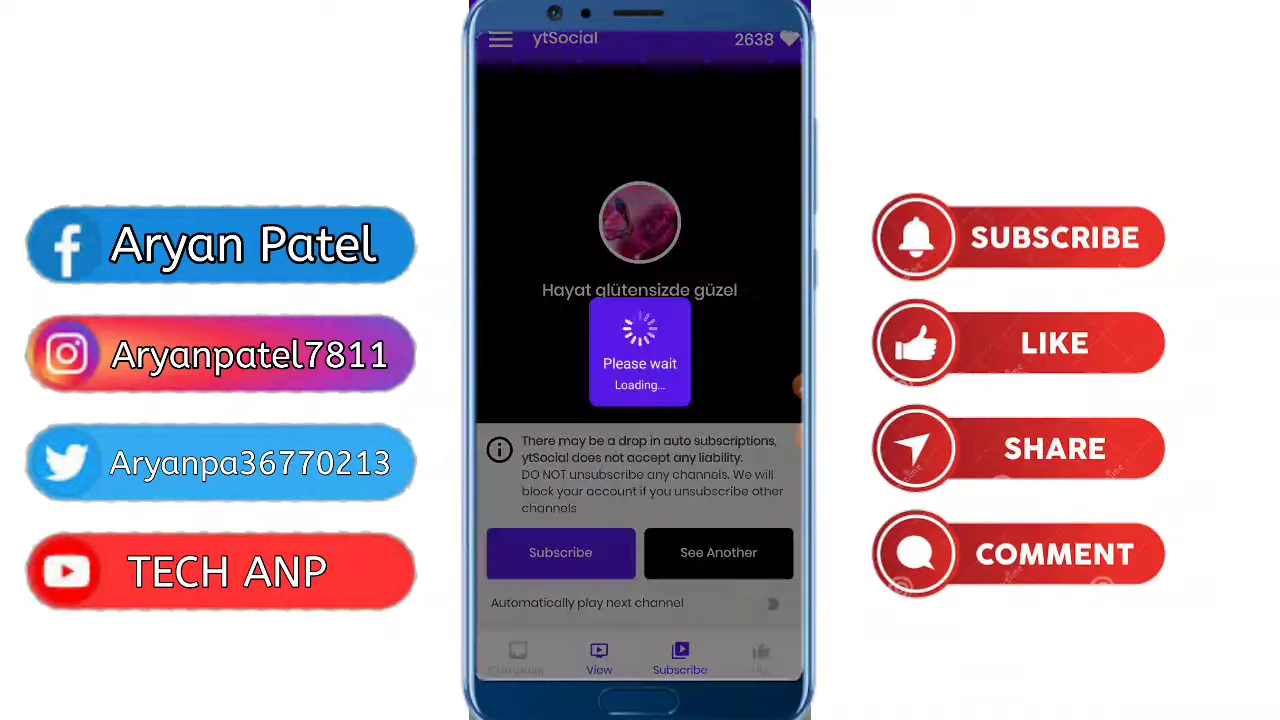 ytSocial
2638
Hayat glütensizde güzel
Please wait
Loading...
There may be a drop in auto subscriptions,
ytSocial does not accept any liability.
DO NOT unsubscribe any channels. We will
block your account if you unsubscribe other
channels
Subscribe
See Another
Automatically play next channel
View
Subscribe
Aryan Patel
Aryanpatel7811
Aryanpa36770213
TECH ANP
SUBSCRIBE
LIKE
SHARE
COMMENT